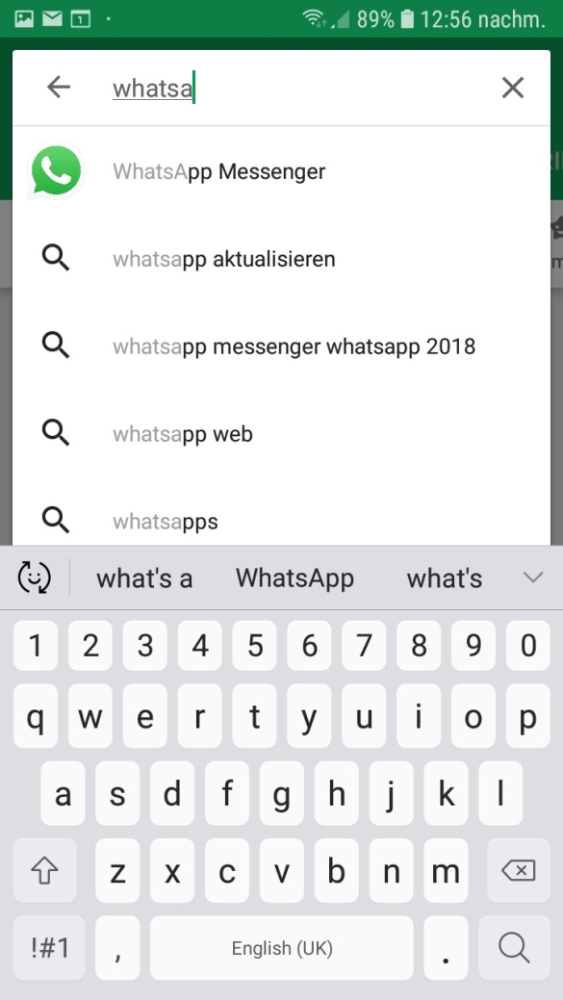 1 89% 12:56 nachm.
whatsa
WhatsApp Messenger
whatsapp aktualisieren
whatsapp messenger whatsapp 2018
whatsapp web
whatsapps
what's a WhatsApp what's
1 2 3 4 5 6 7 8 9 0
q w e r t y u i o p
a s d f g h j k l
z x c v b n m
!#1 , English (UK) .